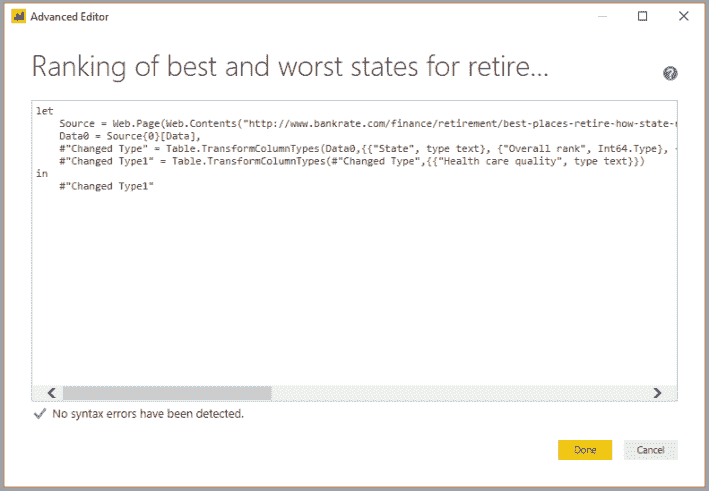 Advanced Editor
Ranking of best and worst states for retire...
let
Source = Web.Page(Web.Contents("http://www.bankrate.com/finance/retirement/best-places-retire-how-state-
Data0 = Source{0}[Data],
#"Changed Type" = Table.TransformColumnTypes(Data0,{{"State", type text}, {"Overall rank", Int64.Type},
#"Changed Type1" = Table.TransformColumnTypes(#"Changed Type",{{"Health care quality", type text}})
in
#"Changed Type1"
No syntax errors have been detected.
Done
Cancel